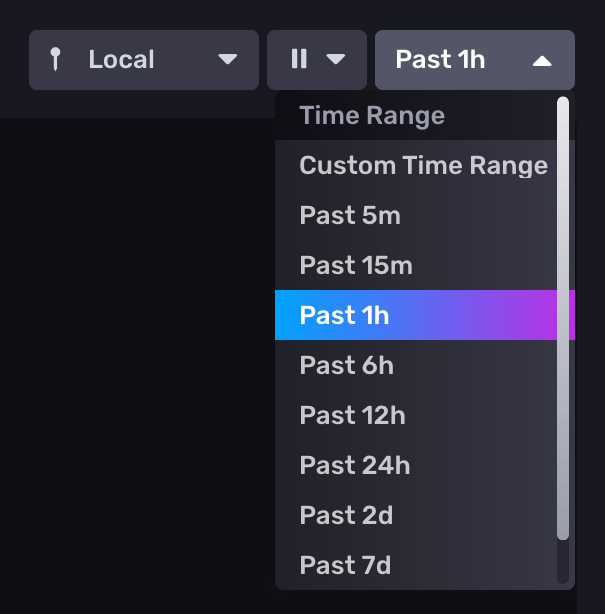 Local
Past 1h
Time Range
Custom Time Range
Past 5m
Past 15m
Past 1h
Past 6h
Past 12h
Past 24h
Past 2d
Past 7d